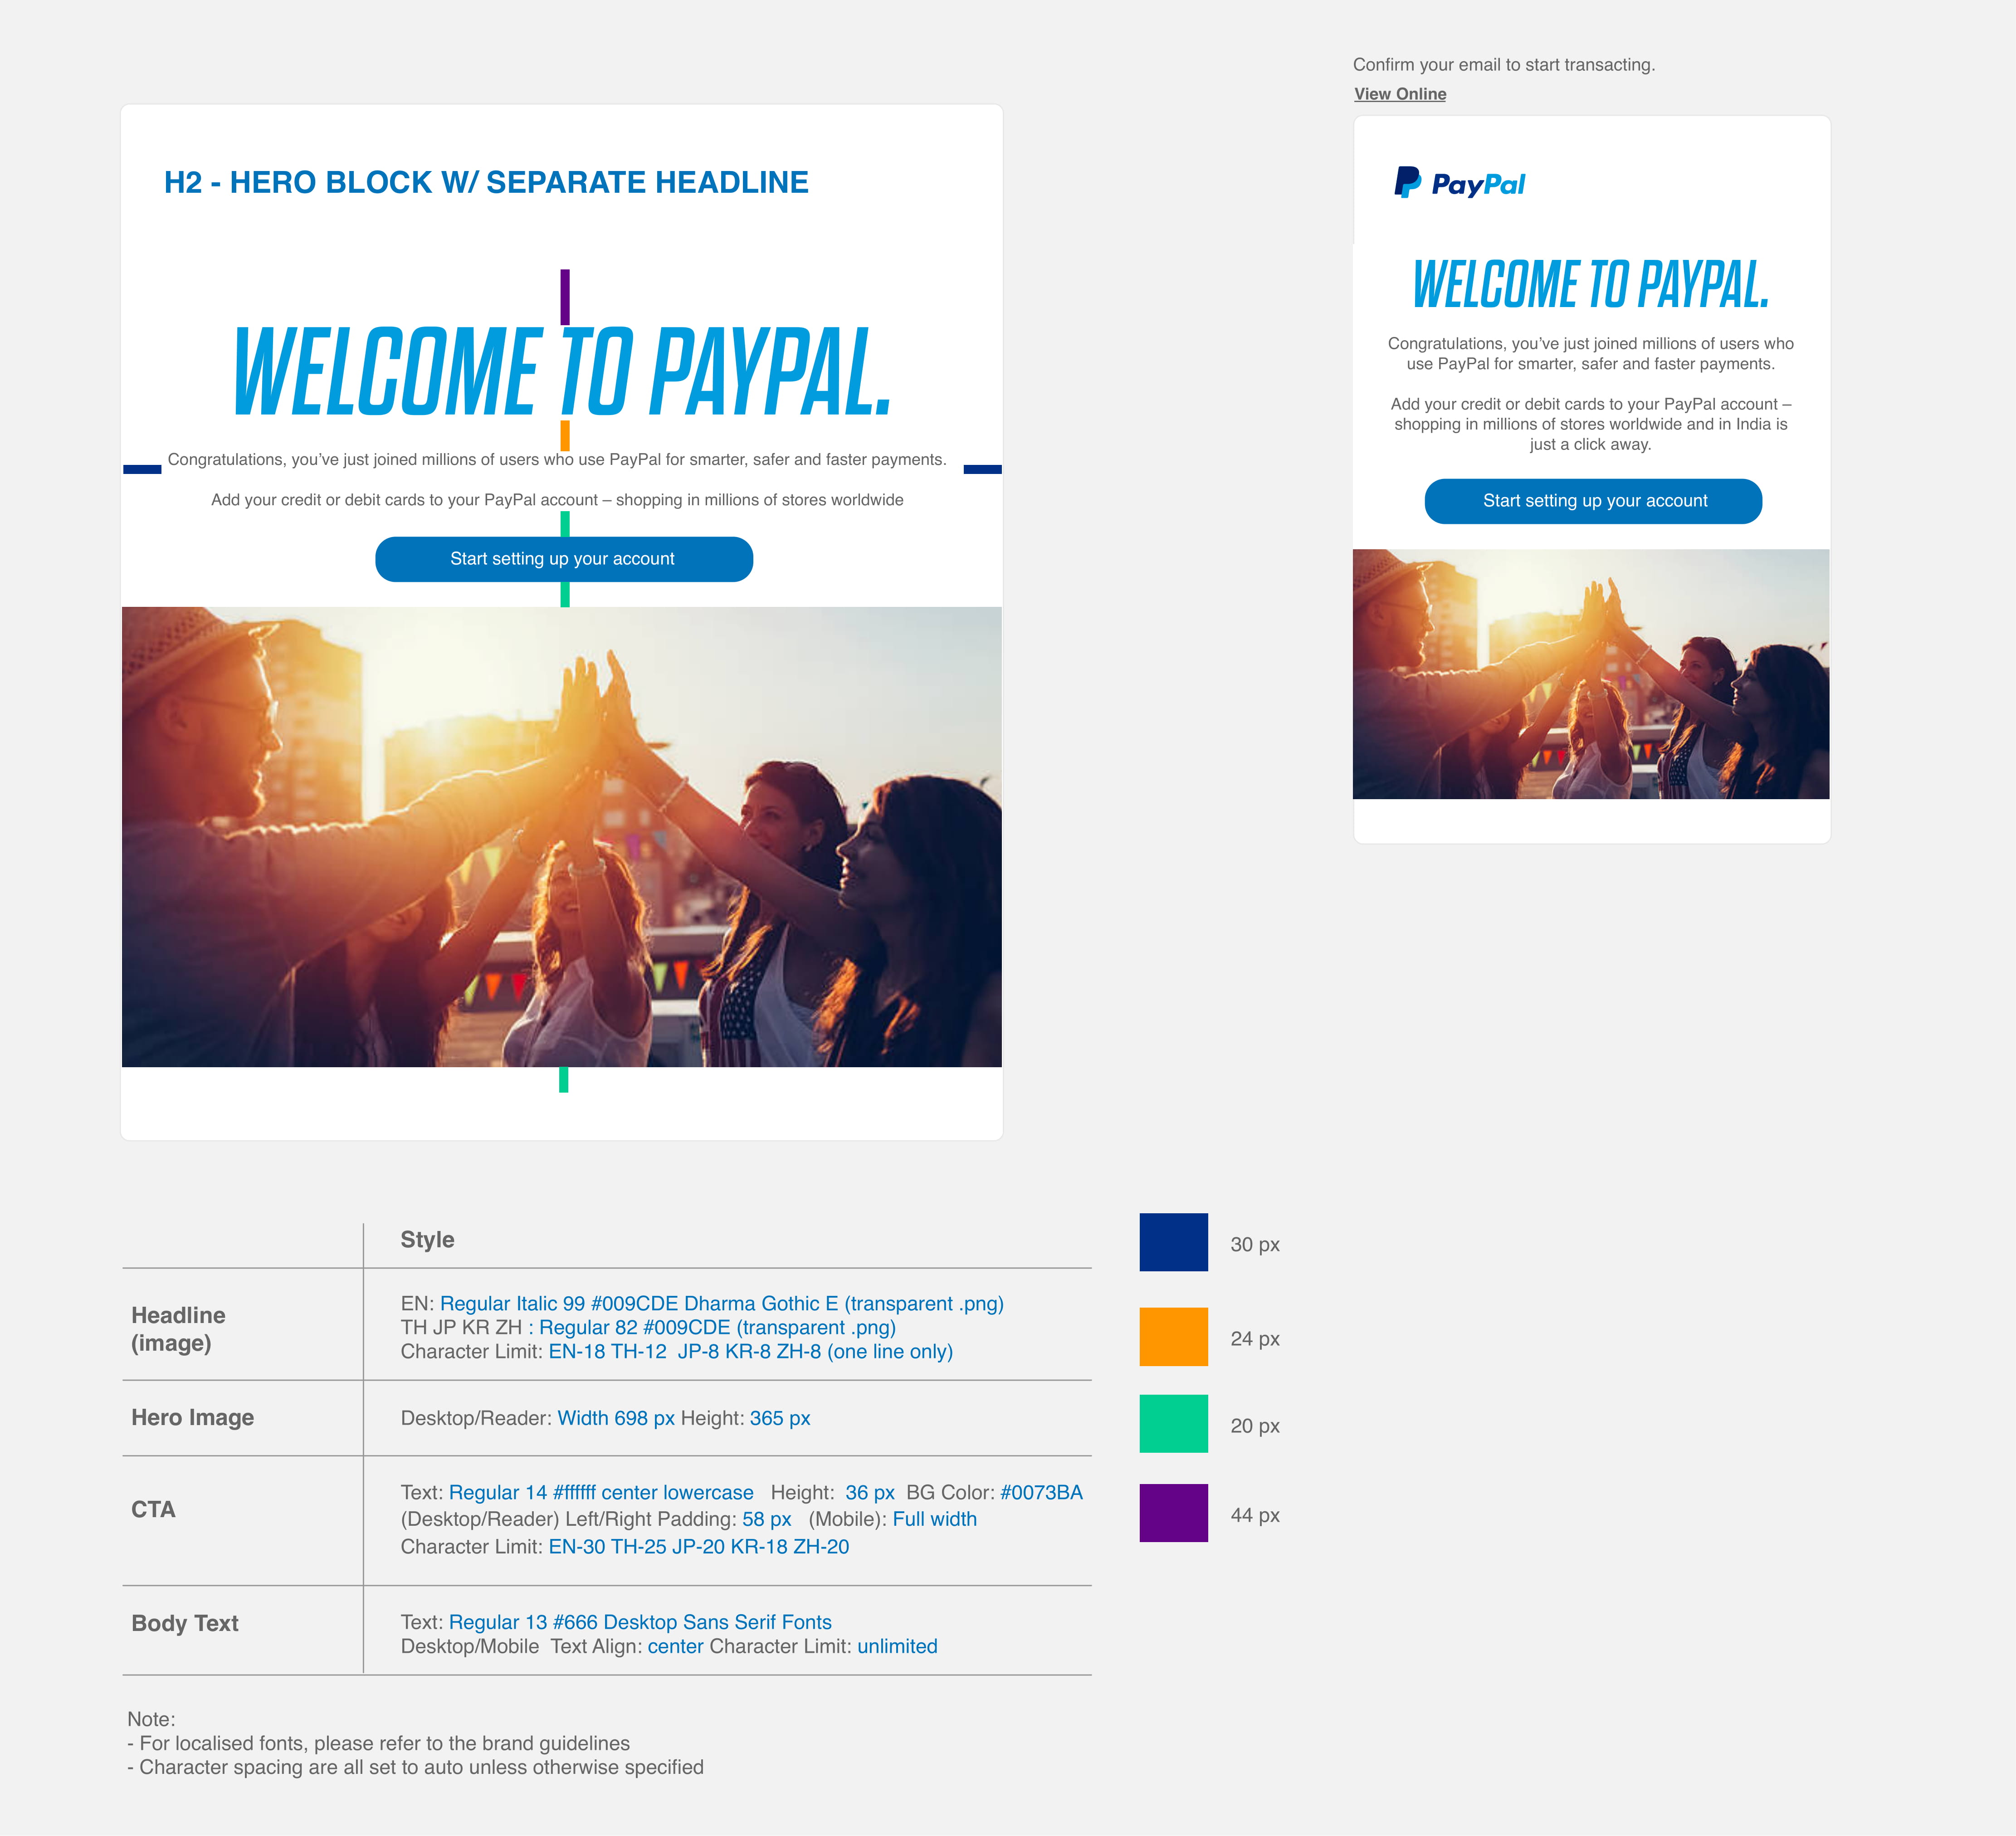 Confirm your email to start transacting.
View Online
H2 - HERO BLOCK W/ SEPARATE HEADLINE
WELCOME TO PAYPAL.
Congratulations, you’ve just joined millions of users who use PayPal for smarter, safer and faster payments.
Add your credit or debit cards to your PayPal account – shopping in millions of stores worldwide
Start setting up your account
PayPal
WELCOME TO PAYPAL.
Congratulations, you’ve just joined millions of users who
use PayPal for smarter, safer and faster payments.
Add your credit or debit cards to your PayPal account –
shopping in millions of stores worldwide and in India is
just a click away.
Start setting up your account
Style
Headline
(image)
EN: Regular Italic 99 #009CDE Dharma Gothic E (transparent .png)
TH JP KR ZH : Regular 82 #009CDE (transparent .png)
Character Limit: EN-18 TH-12  JP-8 KR-8 ZH-8 (one line only)
Hero Image
Desktop/Reader: Width 698 px Height: 365 px
CTA
Text: Regular 14 #ffffff center lowercase   Height:  36 px  BG Color: #0073BA
(Desktop/Reader) Left/Right Padding: 58 px   (Mobile): Full width
Character Limit: EN-30 TH-25 JP-20 KR-18 ZH-20
Body Text
Text: Regular 13 #666 Desktop Sans Serif Fonts
Desktop/Mobile  Text Align: center Character Limit: unlimited
30 px
24 px
20 px
44 px
Note:
- For localised fonts, please refer to the brand guidelines
- Character spacing are all set to auto unless otherwise specified